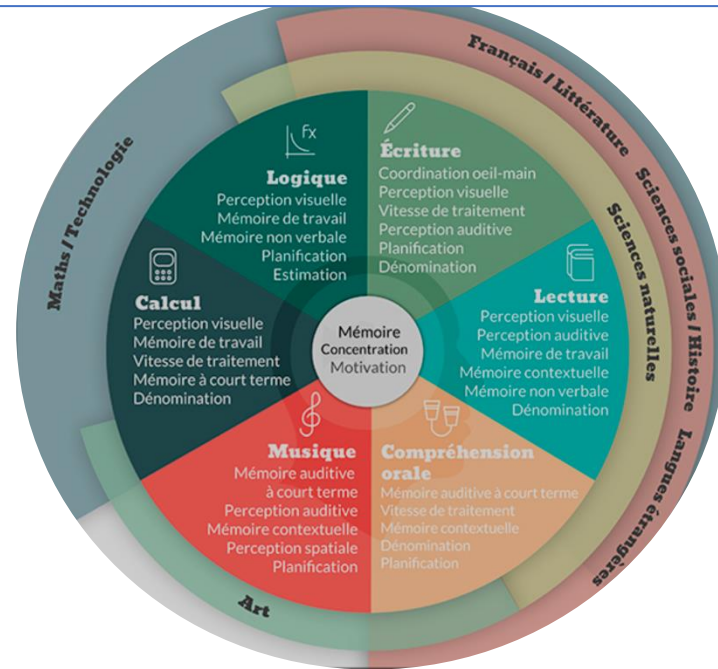 Français / Littérature
Sciences sociales / Histoire
Langues étrangères
Sciences naturelles
Maths / Technologie
Art
Fx
Logique
Perception visuelle
Mémoire de travail
Mémoire non verbale
Planification
Estimation
Écriture
Coordination oeil-main
Perception visuelle
Vitesse de traitement
Perception auditive
Planification
Dénomination
Calcul
Perception visuelle
Mémoire de travail
Vitesse de traitement
Mémoire à court terme
Dénomination
Mémoire
Concentration
Motivation
Lecture
Perception visuelle
Perception auditive
Mémoire de travail
Mémoire contextuelle
Mémoire non verbale
Dénomination
Musique
Mémoire auditive
à court terme
Perception auditive
Mémoire contextuelle
Perception spatiale
Planification
Compréhension
orale
Mémoire auditive à court terme
Vitesse de traitement
Mémoire contextuelle
Dénomination
Planification